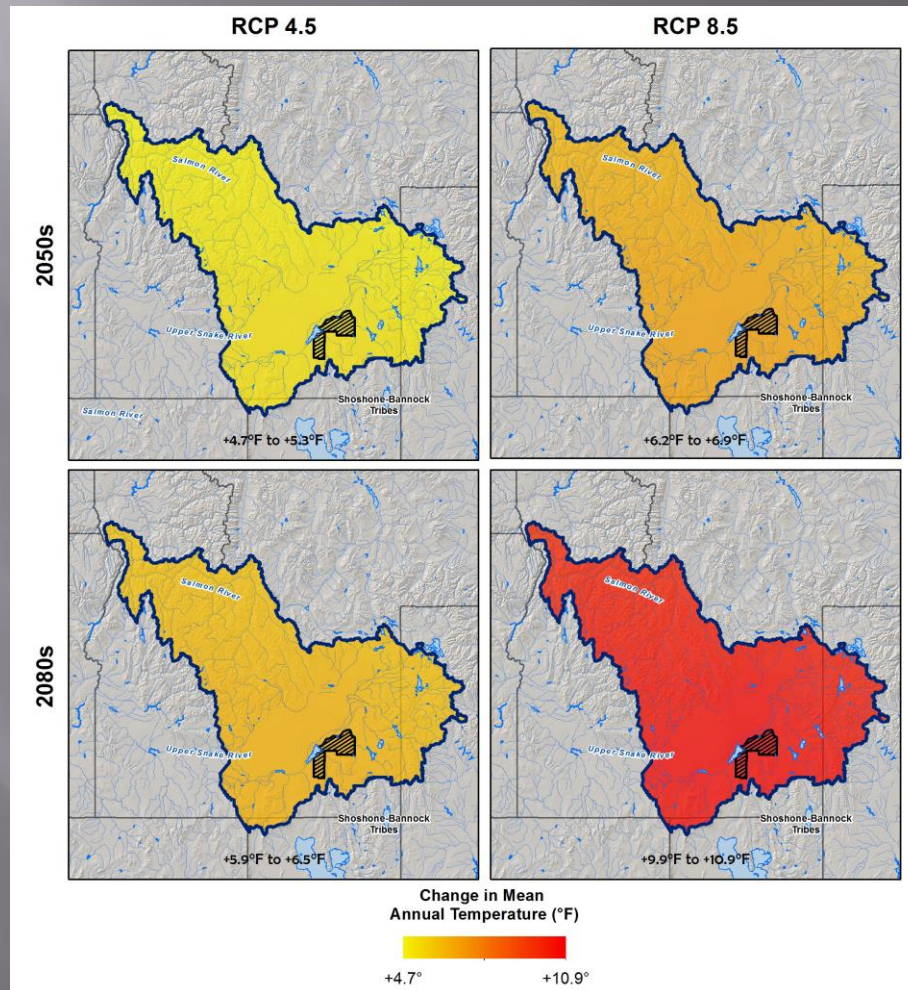 RCP 4.5
RCP 8.5
2050s
Salmon River
Upper Snake River
Salmon River
Shoshone-Bannock
Tribes
+4.7°F to +5.3°F
Salmon River
Upper Snake River
Shoshone-Bannock
Tribes
+6.2°F to +6.9°F
2080s
Salmon River
Upper Snake River
Shoshone-Bannock
Tribes
+5.9°F to +6.5°F
Salmon River
Upper Snake River
Shoshone-Bannock
Tribes
+9.9°F to +10.9°F
Change in Mean
Annual Temperature (°F)
+4.7°
+10.9°